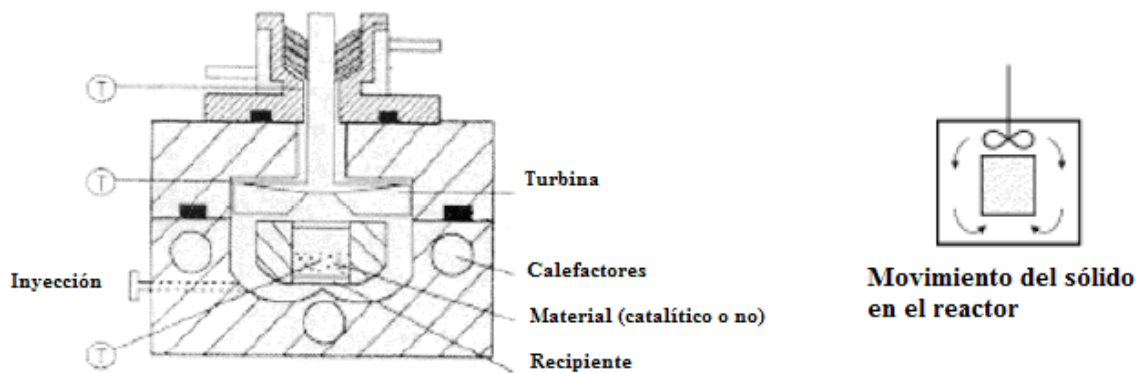 T
T
Turbina
Inyección
Calefactores
Material (catalítico o no)
T
Recipiente
Movimiento del sólido
en el reactor